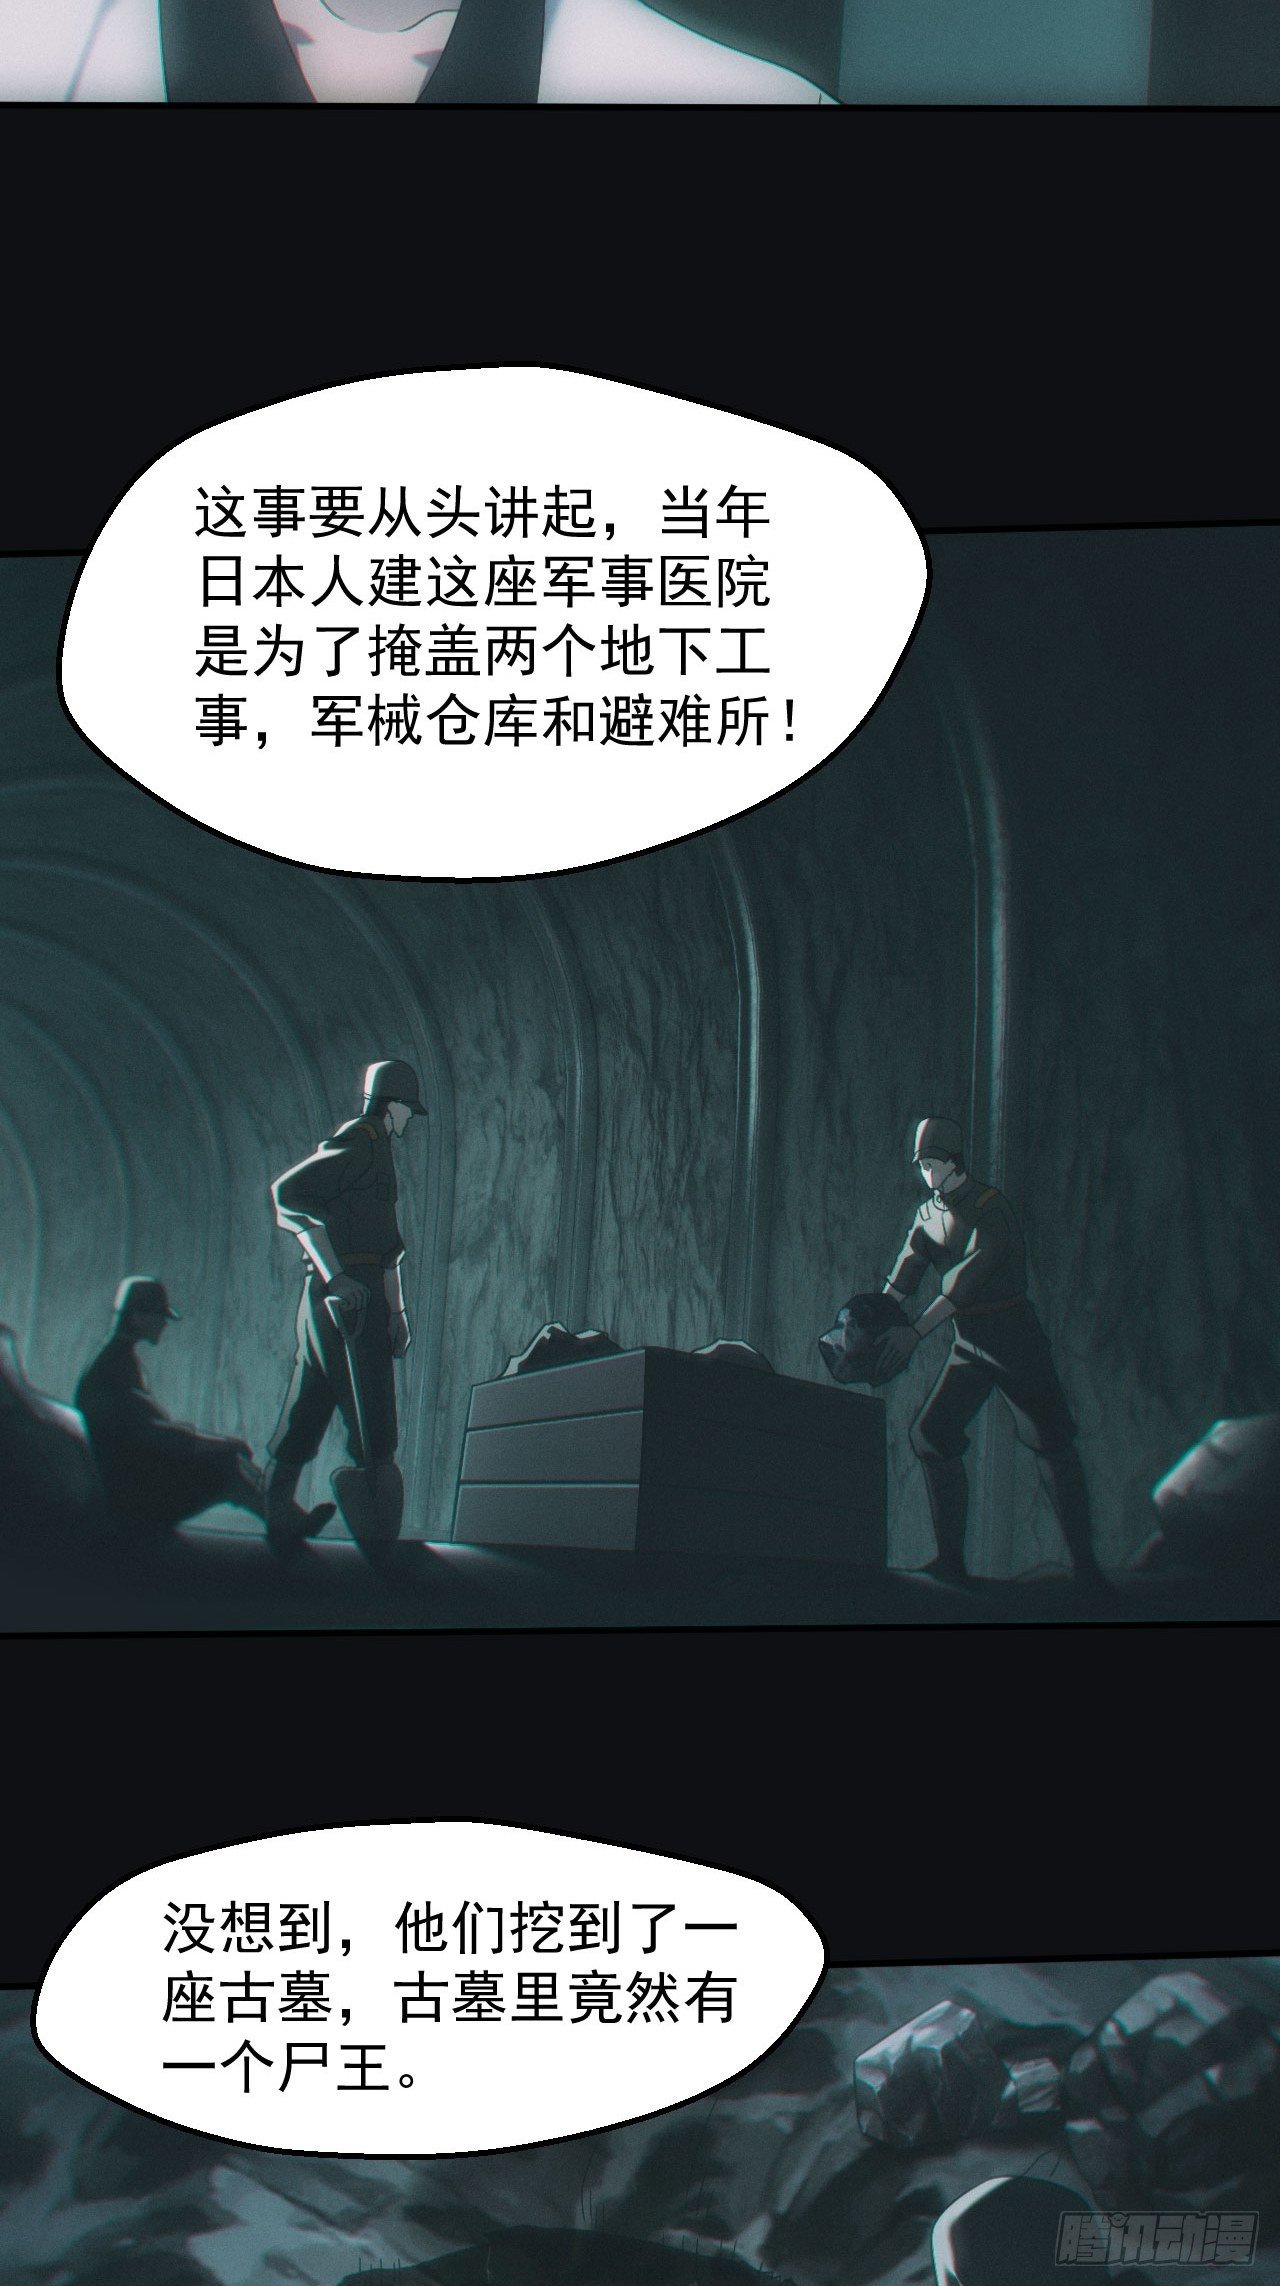 这事要从头讲起，当年
日本人建这座军事医院
是为了掩盖两个地下工
事，军械仓库和避难所！
没想到，他们挖到了一
座古墓，古墓里竟然有
一个尸王。
腾讯动漫